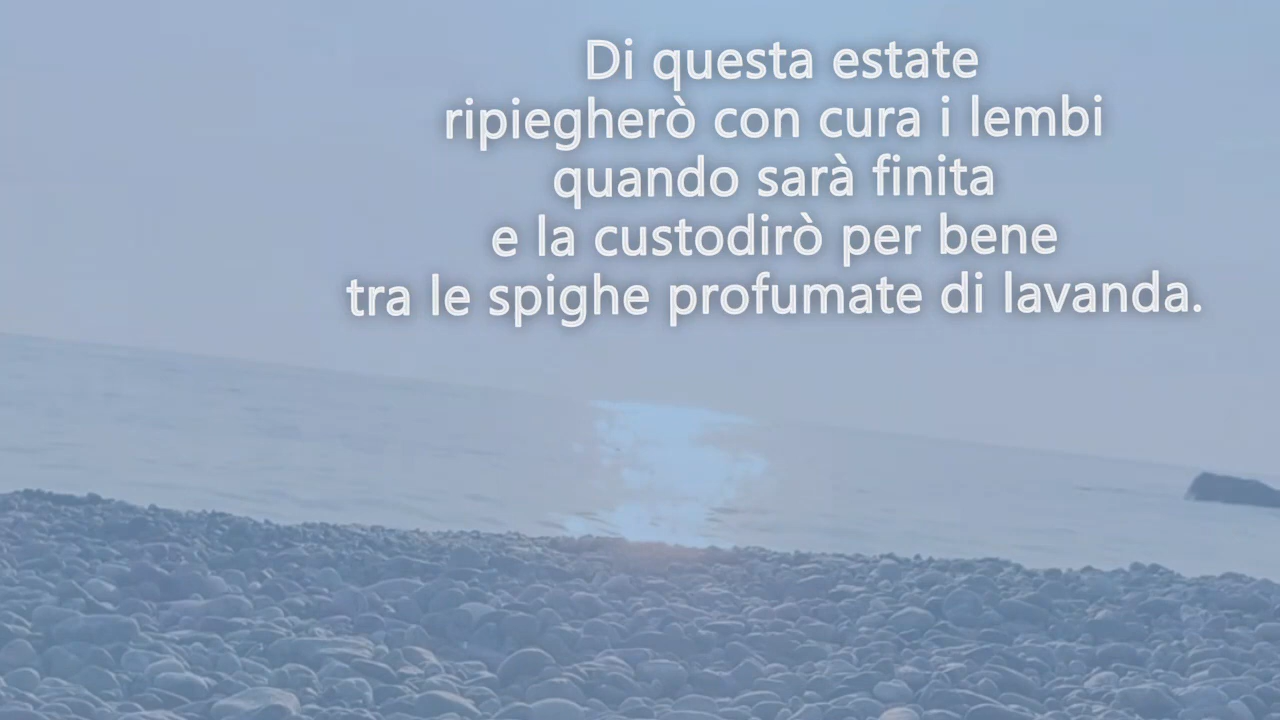 Di questa estate
ripiegherò con cura i lembi
quando sarà finita
e la custodirò per bene
tra le spighe profumate di lavanda.